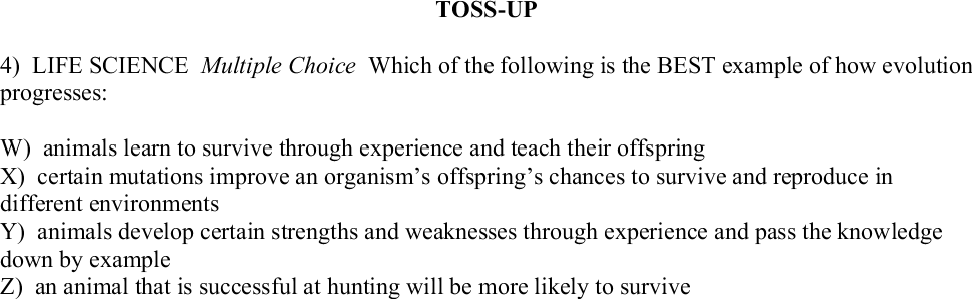 TOSS-UP
4) LIFE SCIENCE Multiple Choice Which of the following is the BEST example of how evolution
progresses:
W) animals learn to survive through experience and teach their offspring
X) certain mutations improve an organism’s offspring’s chances to survive and reproduce in
different environments
Y) animals develop certain strengths and weaknesses through experience and pass the knowledge
down by example
Z) an animal that is successful at hunting will be more likely to survive